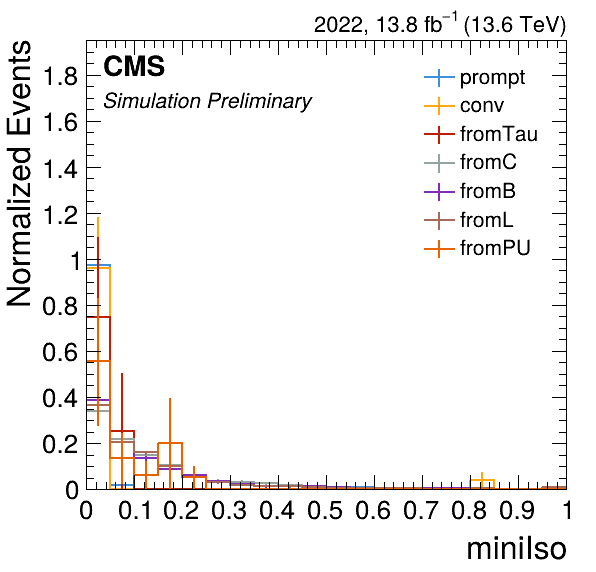 2022, 13.8 fb⁻¹ (13.6 TeV)
CMS
Simulation Preliminary
prompt
conv
fromTau
fromC
fromB
fromL
fromPU
Normalized Events
1.8
1.6
1.4
1.2
1
0.8
0.6
0.4
0.2
0
0 0.1 0.2 0.3 0.4 0.5 0.6 0.7 0.8 0.9 1
miniIso